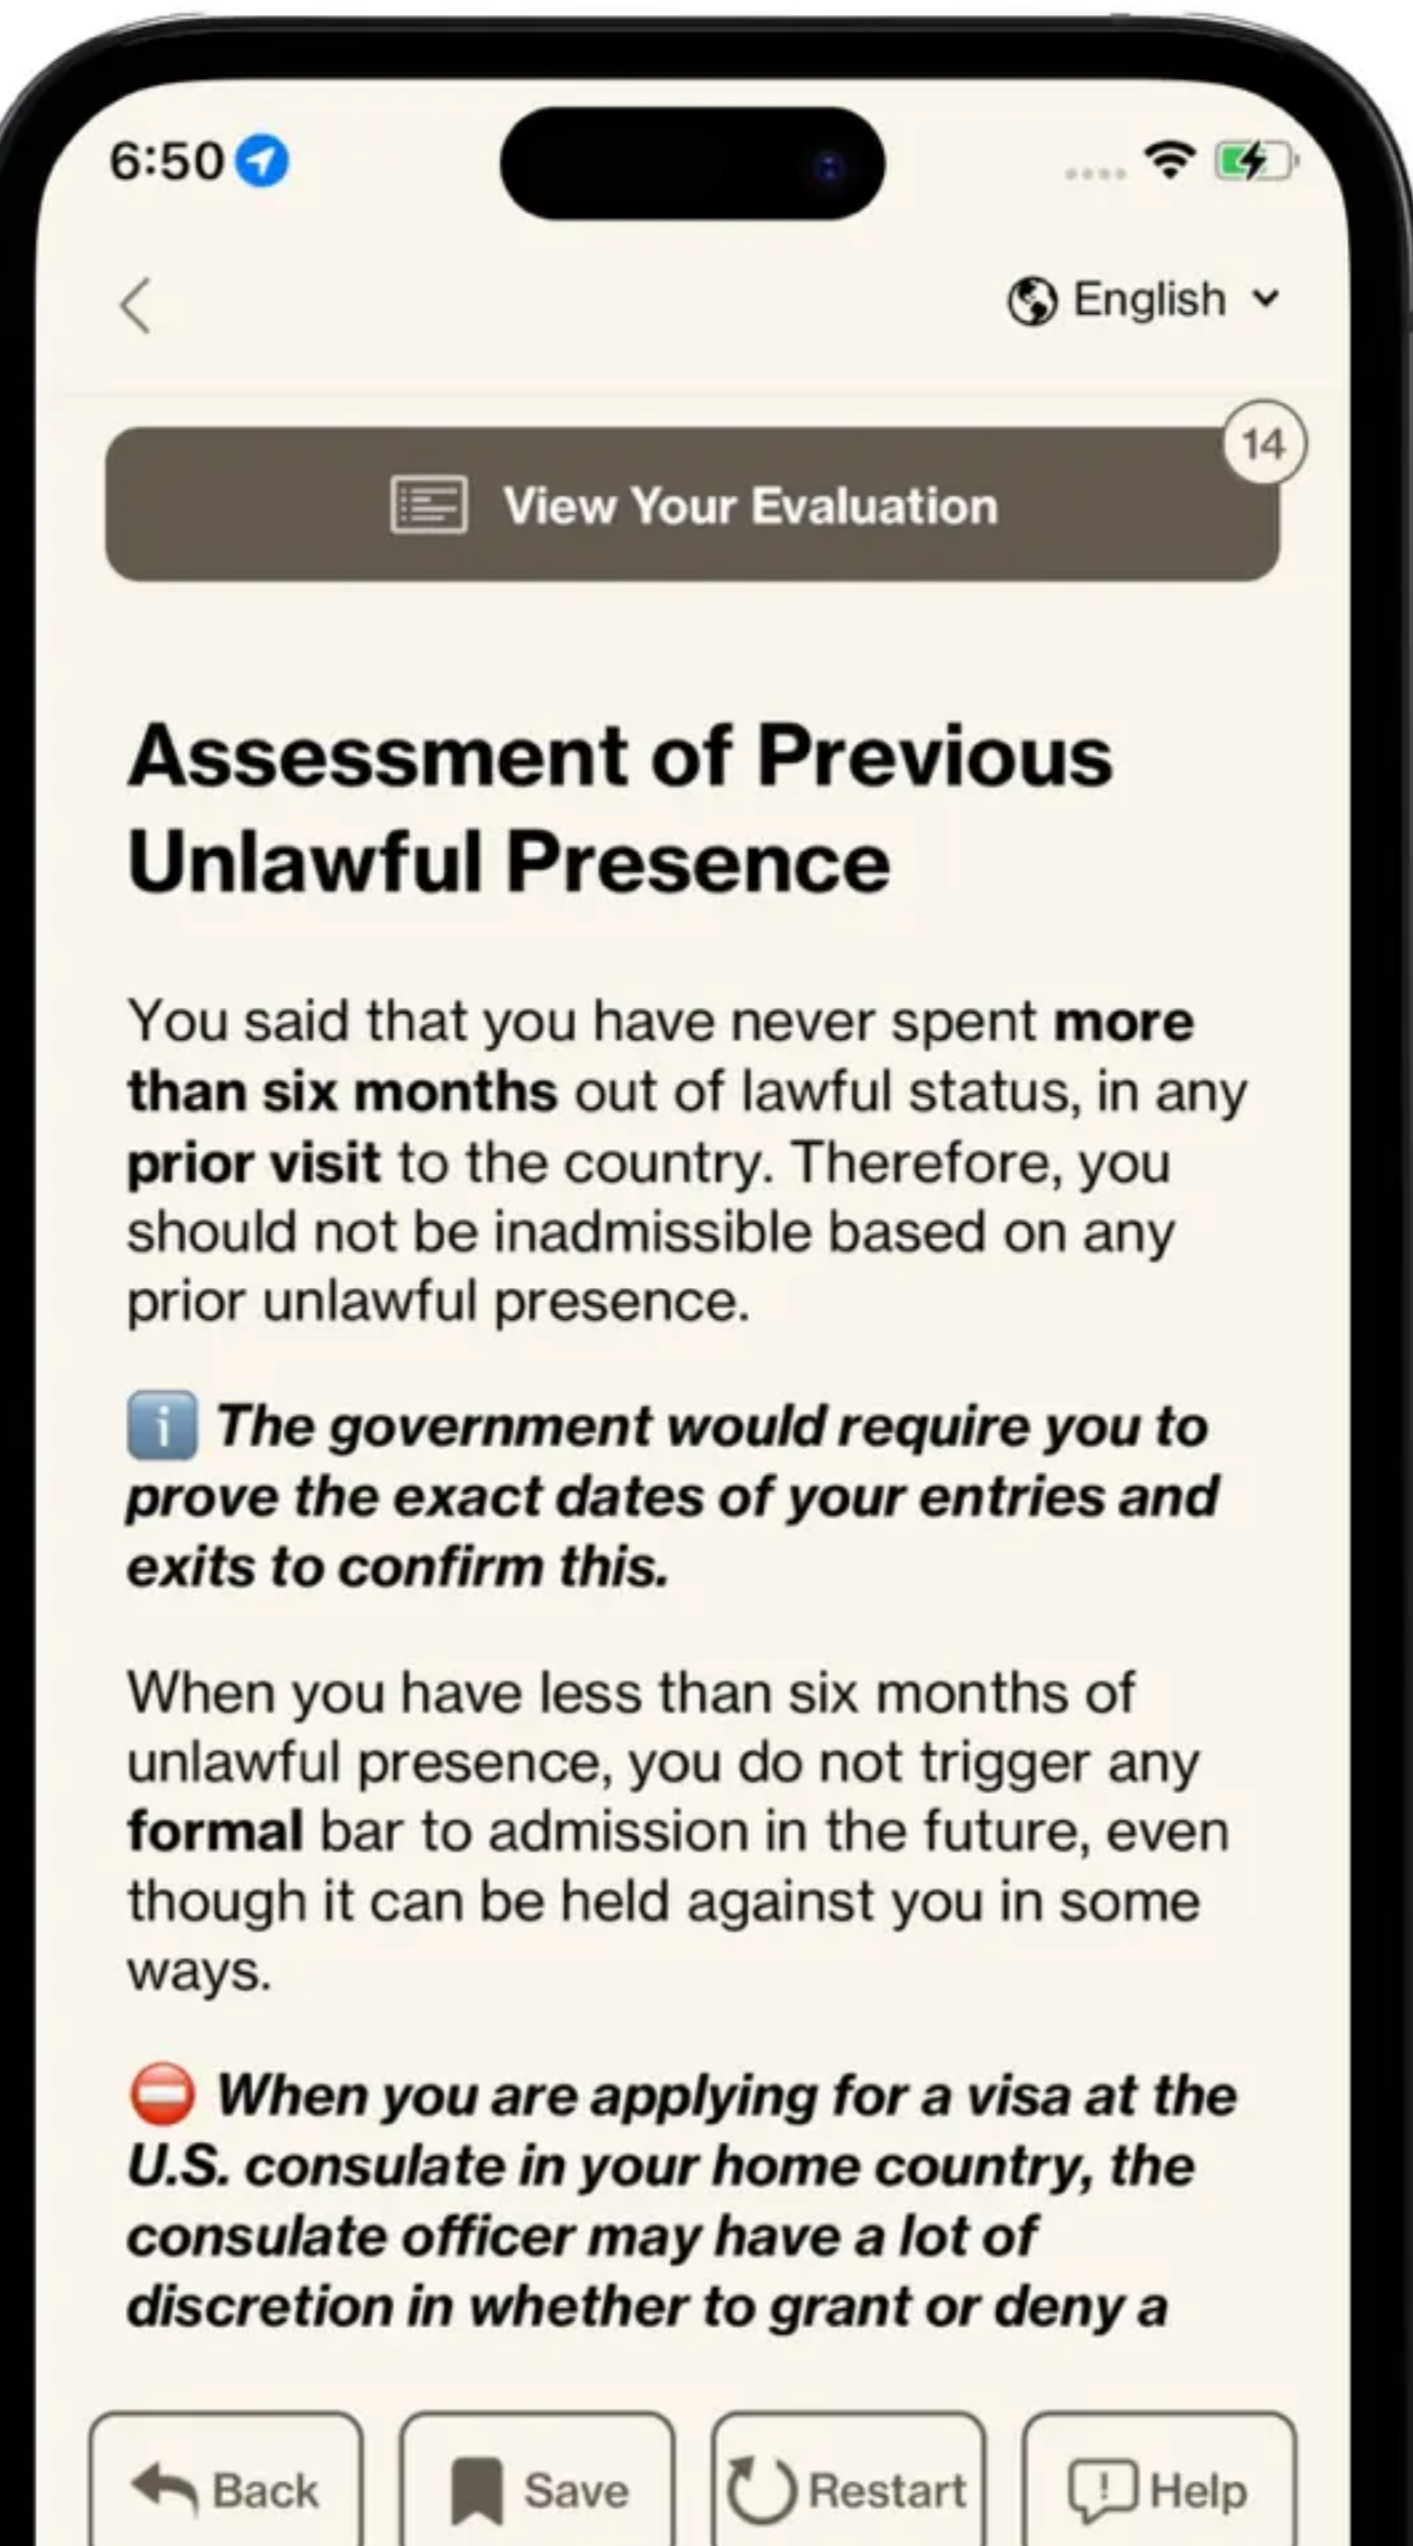 6:50
English
14
View Your Evaluation
Assessment of Previous
Unlawful Presence
You said that you have never spent more
than six months out of lawful status, in any
prior visit to the country. Therefore, you
should not be inadmissible based on any
prior unlawful presence.
The government would require you to
prove the exact dates of your entries and
exits to confirm this.
When you have less than six months of
unlawful presence, you do not trigger any
formal bar to admission in the future, even
though it can be held against you in some
ways.
When you are applying for a visa at the
U.S. consulate in your home country, the
consulate officer may have a lot of
discretion in whether to grant or deny a
Back
Save
Restart
Help